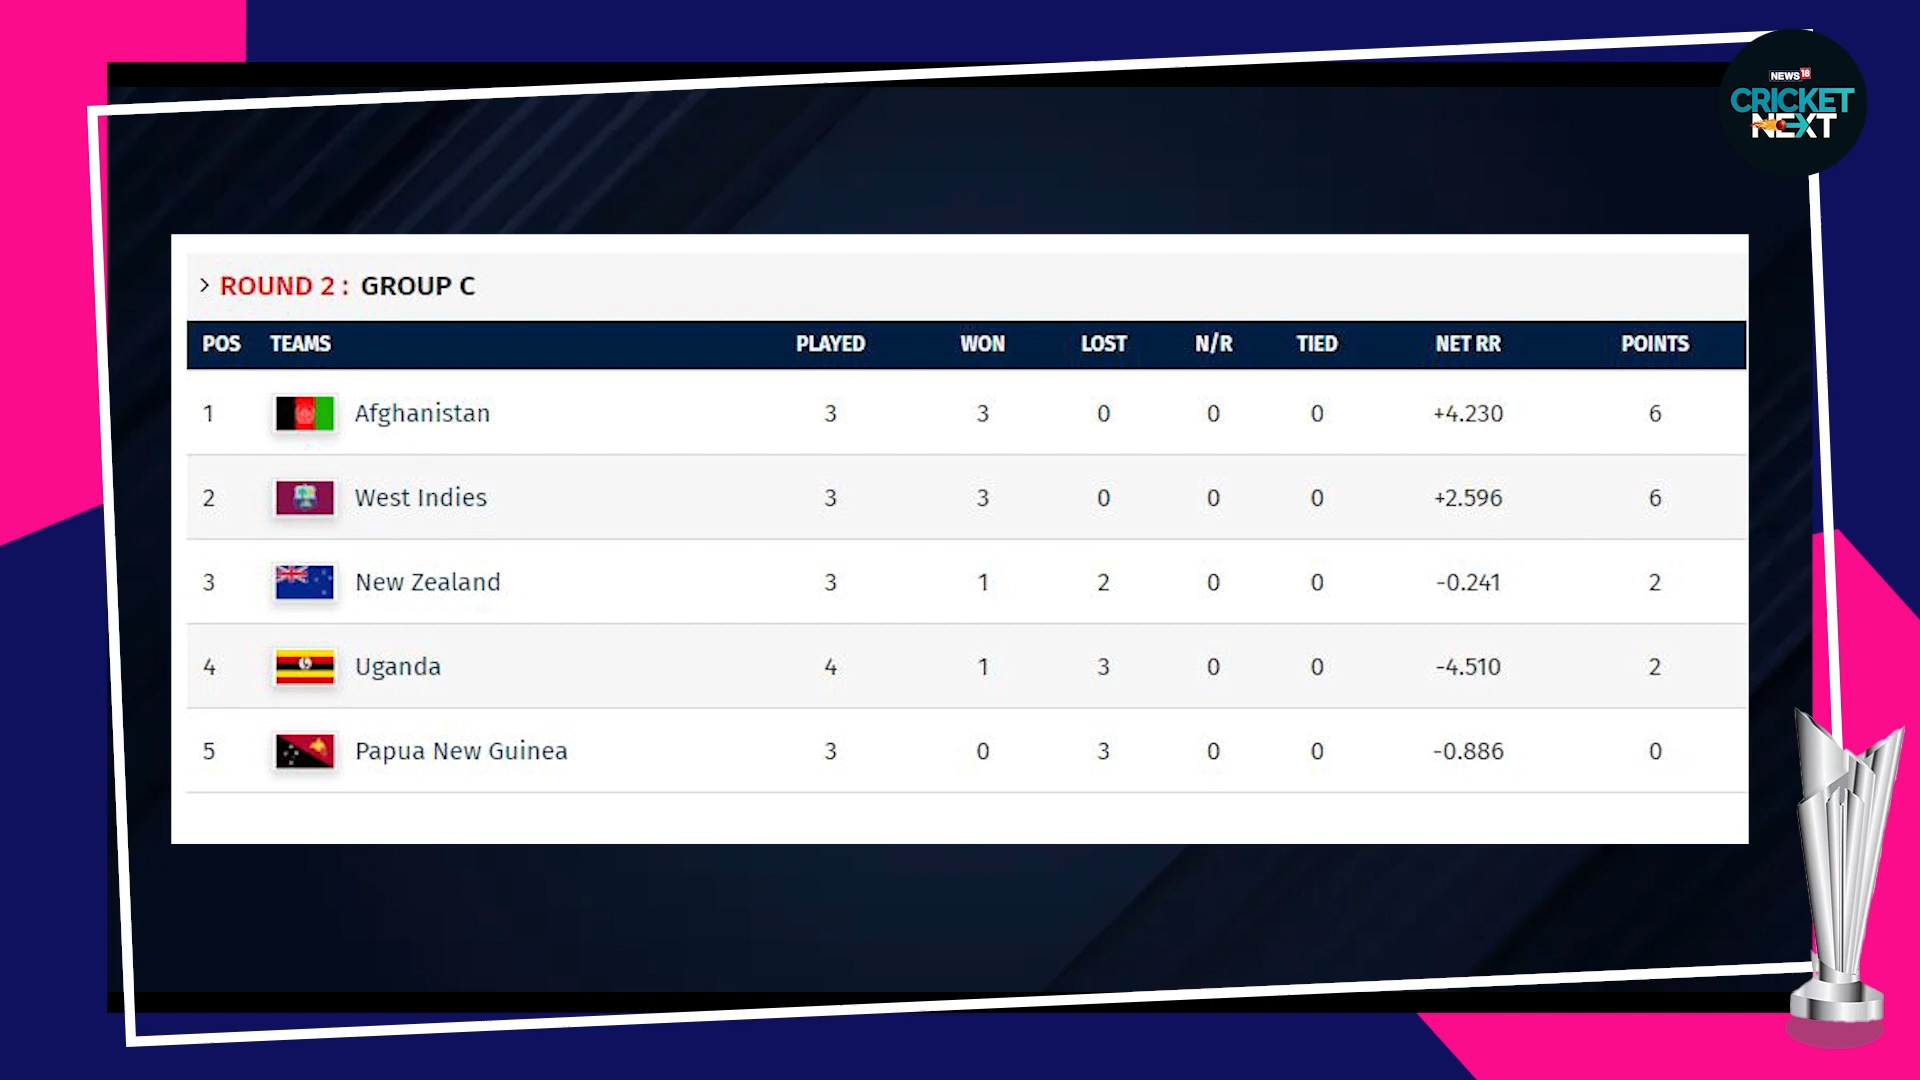 NEWS18
CRICKET
NEXT
> ROUND 2 : GROUP C
POS TEAMS PLAYED WON LOST N/R TIED NET RR POINTS
1 Afghanistan 3 3 0 0 0 +4.230 6
2 West Indies 3 3 0 0 0 +2.596 6
3 New Zealand 3 1 2 0 0 -0.241 2
4 Uganda 4 1 3 0 0 -4.510 2
5 Papua New Guinea 3 0 3 0 0 -0.886 0